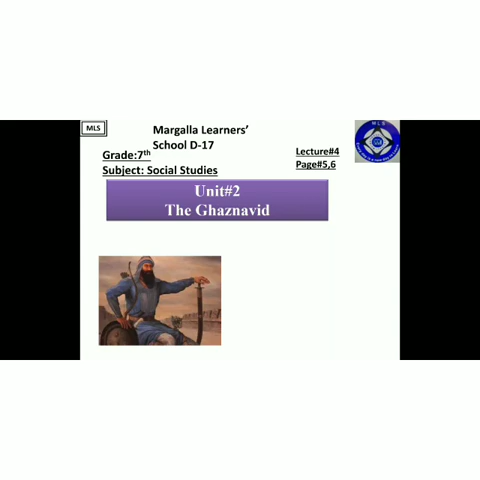 MLS
Margalla Learners'
School D-17
Grade:7th
Subject: Social Studies
Lecture#4
Page#5,6
M L S
Unit#2
The Ghaznavid